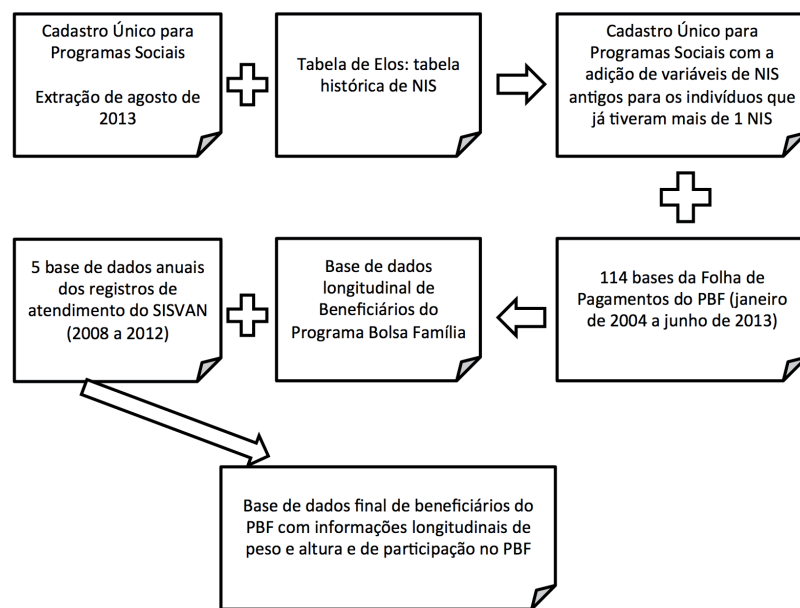 Cadastro Único para
Programas Sociais
Extração de agosto de
2013
Tabela de Elos: tabela
histórica de NIS
Cadastro Único para
Programas Sociais com a
adição de variáveis de NIS
antigos para os indivíduos que
já tiveram mais de 1 NIS
5 base de dados anuais
dos registros de
atendimento do SISVAN
(2008 a 2012)
Base de dados
longitudinal de
Beneficiários do
Programa Bolsa Família
114 bases da Folha de
Pagamentos do PBF (janeiro
de 2004 a junho de 2013)
Base de dados final de beneficiários do
PBF com informações longitudinais de
peso e altura e de participação no PBF